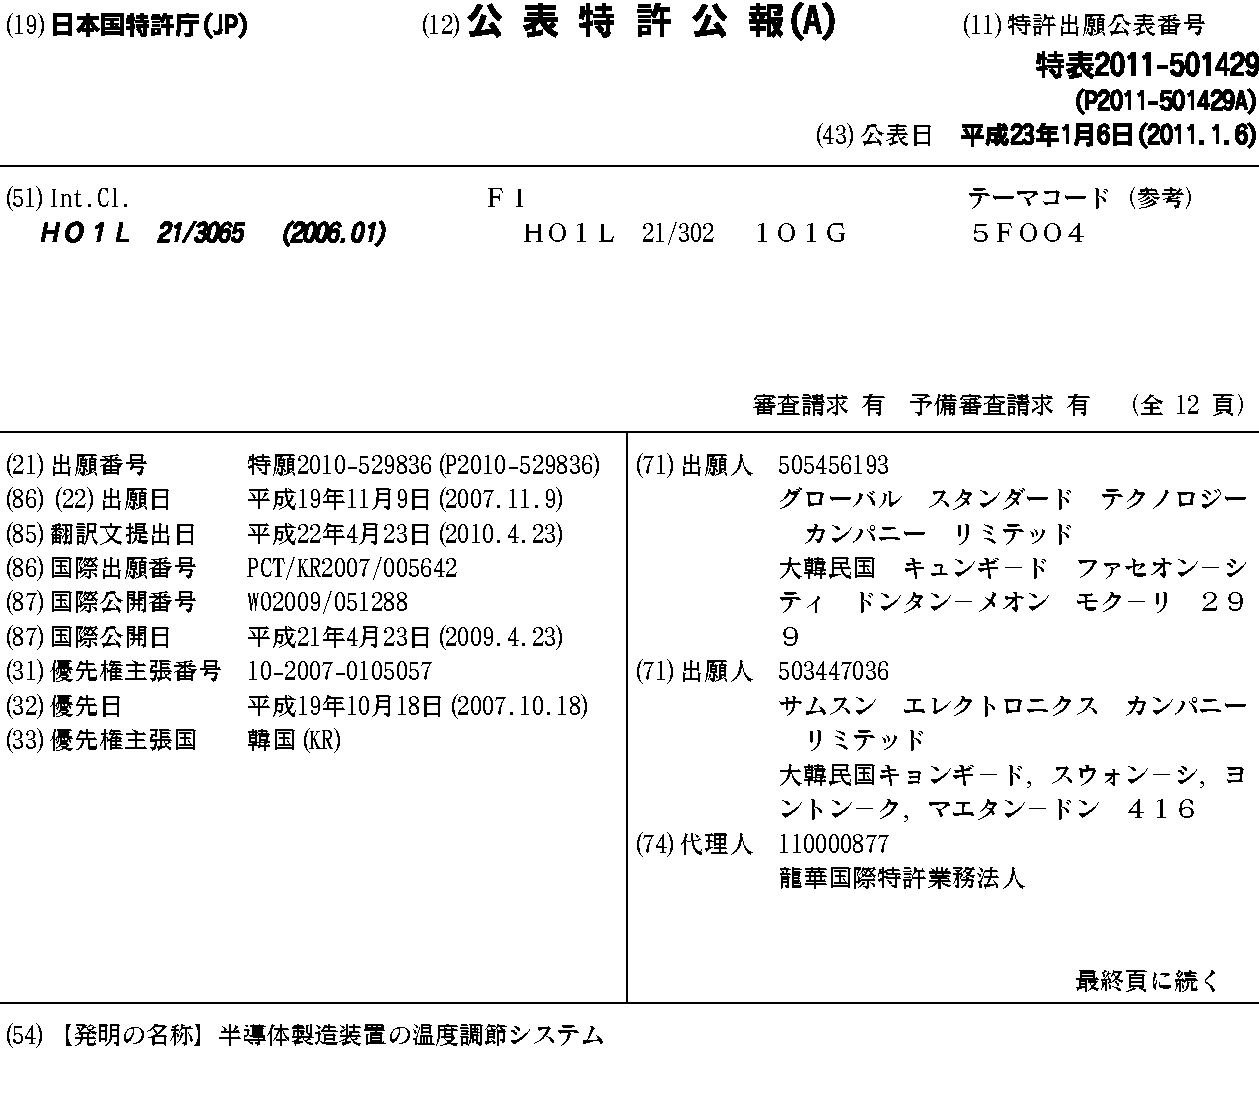 (19)日本国特許庁(JP)
(12)公表特許公報(A)
(11)特許出願公表番号
特表2011-501429
(P2011-501429A)
(43)公表日 平成23年1月6日(2011.1.6)
(51)Int.Cl. FI テーマコード(参考)
H01L 21/3065 (2006.01) H01L 21/302 101G 5F004
審査請求 有 予備審査請求 有 (全 12 頁)
(21)出願番号 特願2010-529836(P2010-529836)
(86)(22)出願日 平成19年11月9日(2007.11.9)
(85)翻訳文提出日 平成22年4月23日(2010.4.23)
(86)国際出願番号 PCT/KR2007/005642
(87)国際公開番号 WO2009/051288
(87)国際公開日 平成21年4月23日(2009.4.23)
(31)優先権主張番号 10-2007-0105057
(32)優先日 平成19年10月18日(2007.10.18)
(33)優先権主張国 韓国(KR)
(71)出願人 505456193
グローバル スタンダード テクノロジー
カンパニー リミテッド
大韓民国 キュンギード ファセオン－シ
ティ ドンタン－メオン モク－リ 29
9
(71)出願人 503447036
サムスン エレクトロニクス カンパニー
リミテッド
大韓民国キョンギ－ド,スウォン－シ,ヨ
ントン－ク,マエタン－ドン 416
(74)代理人 110000877
龍華国際特許業務法人
最終頁に続く
(54)【発明の名称】半導体製造装置の温度調節システム